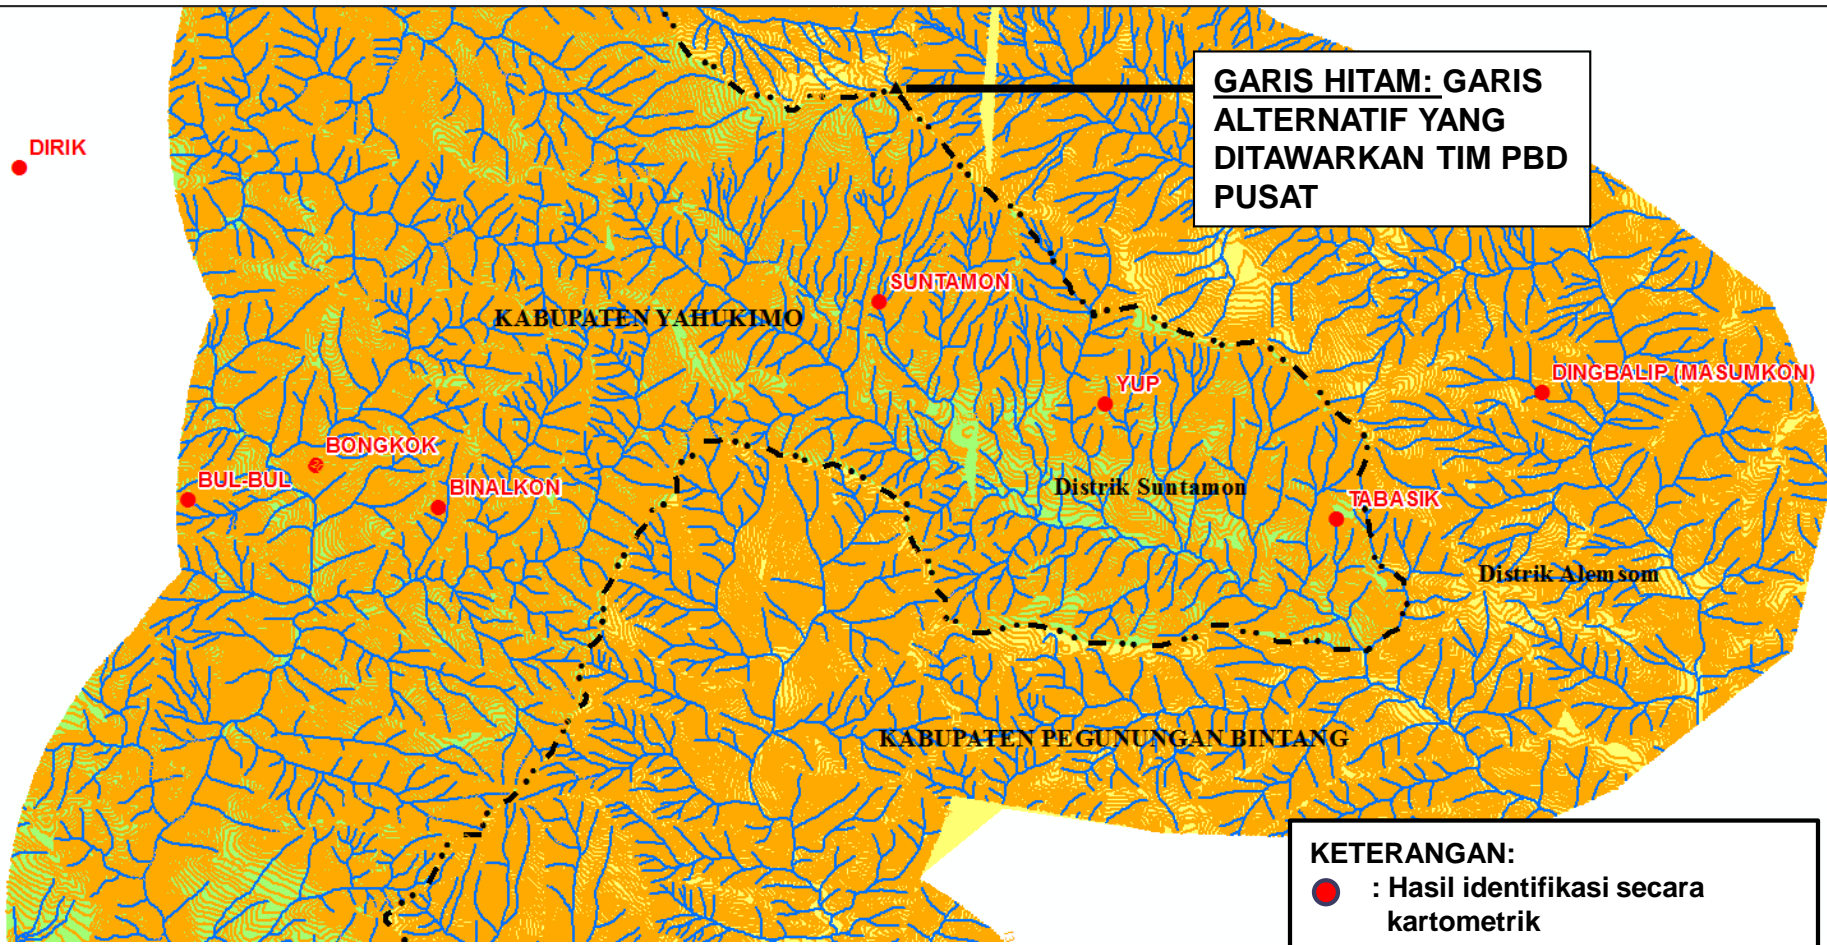 GARIS HITAM: GARIS
ALTERNATIF YANG
DITAWARKAN TIM PBD
PUSAT
DIRIK
SUNTAMON
KABUPATEN YAHUKIMO
YUP
DINGBALIP (MASUMKON)
BONGKOK
BUL-BUL
BINALKON
Distrik Suntamon
TABASIK
Distrik Alemsom
KABUPATEN PEGUNUNGAN BINTANG
KETERANGAN:
: Hasil identifikasi secara
kartometrik